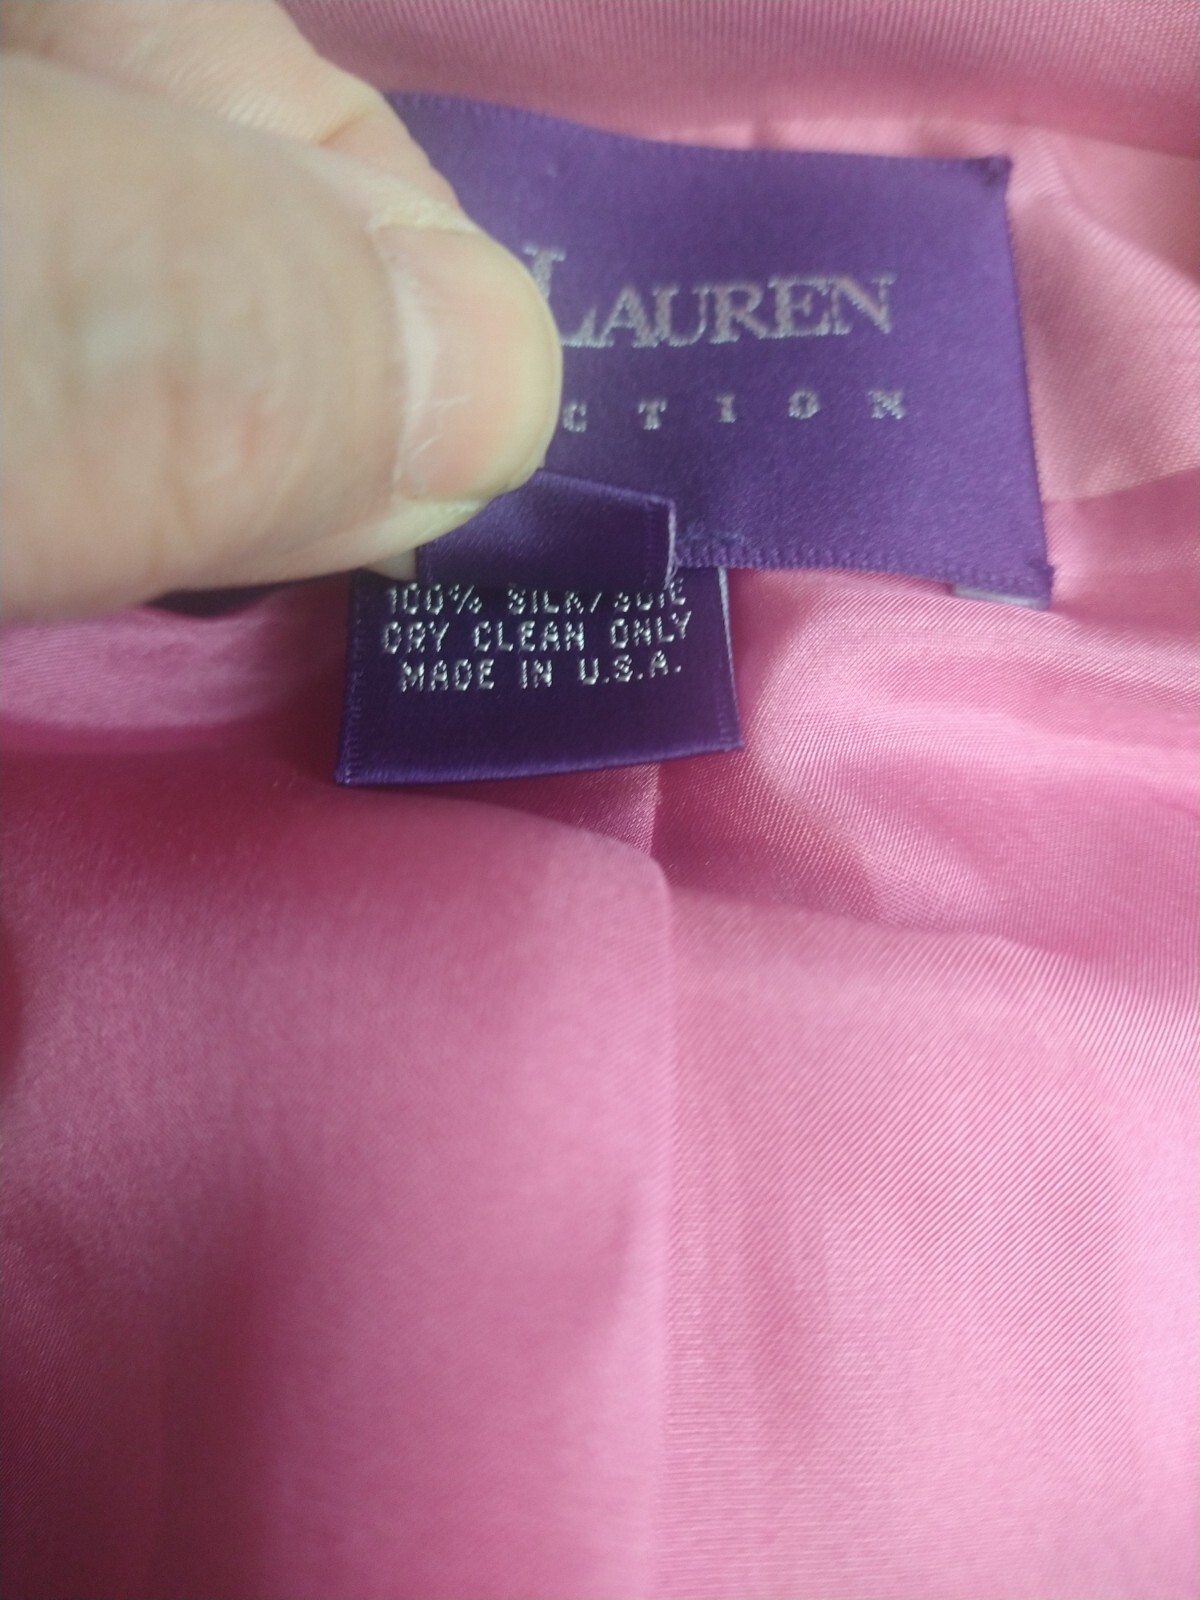 LAUREN
CTION
100% SILK/SOIE
DRY CLEAN ONLY
MADE IN U.S.A.